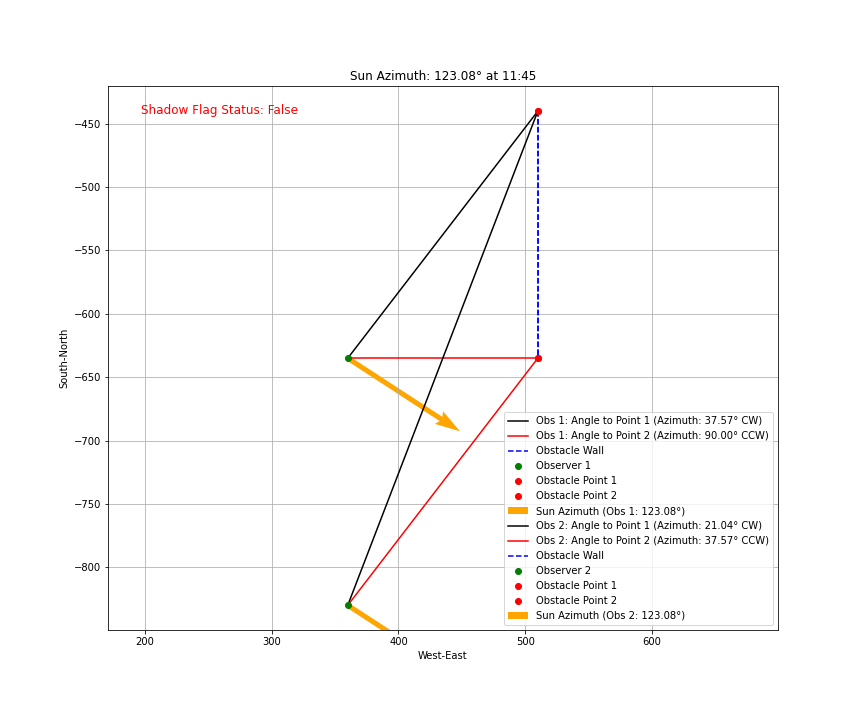 Sun Azimuth: 123.08° at 11:45
Shadow Flag Status: False
−450
−500
−550
−600
−650
−700
−750
−800
South-North
200
300
400
500
600
West-East
Obs 1: Angle to Point 1 (Azimuth: 37.57° CW)
Obs 1: Angle to Point 2 (Azimuth: 90.00° CCW)
Obstacle Wall
Observer 1
Obstacle Point 1
Obstacle Point 2
Sun Azimuth (Obs 1: 123.08°)
Obs 2: Angle to Point 1 (Azimuth: 21.04° CW)
Obs 2: Angle to Point 2 (Azimuth: 37.57° CCW)
Obstacle Wall
Observer 2
Obstacle Point 1
Obstacle Point 2
Sun Azimuth (Obs 2: 123.08°)